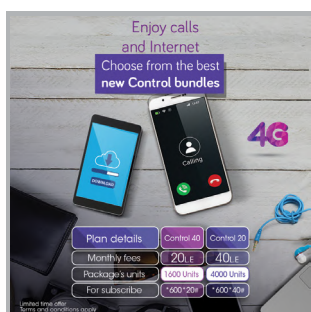 Enjoy calls
and Internet
Choose from the best
new Control bundles
4G
DOWNLOAD
Calling
Plan details Control 40 Control 20
Monthly fees 20LE 40LE
Package's units 1600 Units 4000 Units
For subscribe *600*20# *600*40#
Limited time offer
Terms and conditions apply